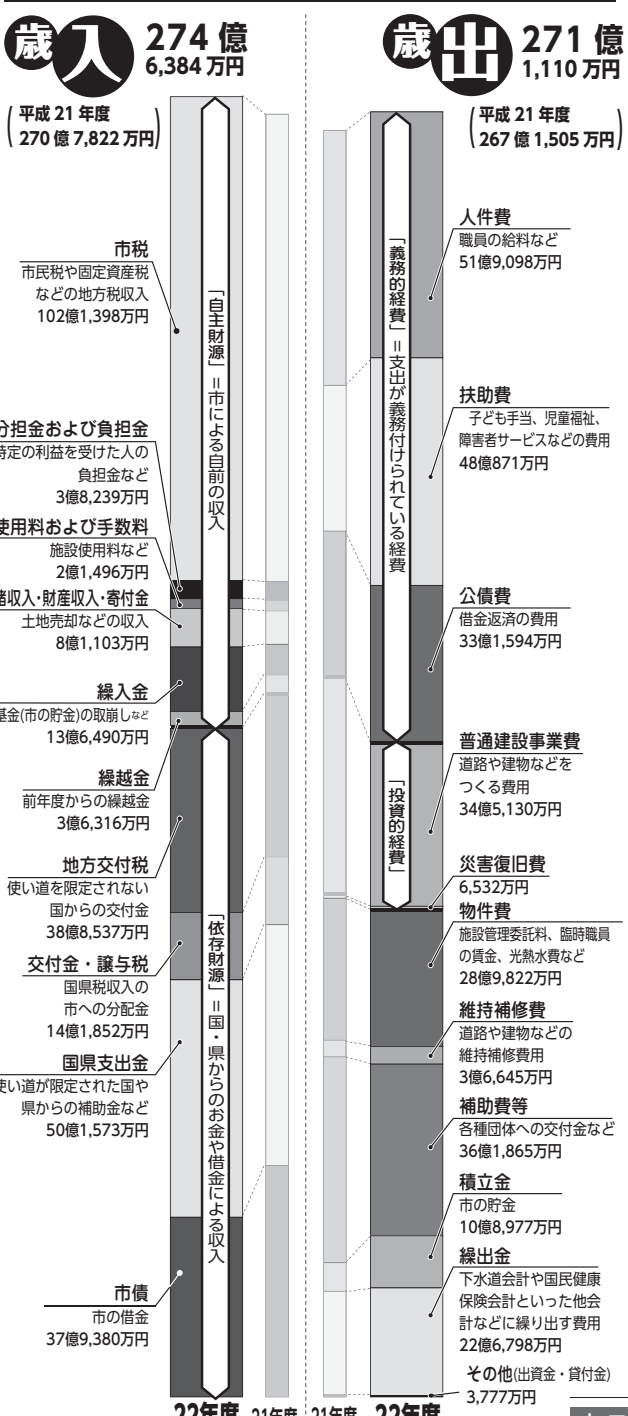 歳入 274億
6,384万円
(平成21年度
270億7,822万円)
市税
市民税や固定資産税
などの地方税収入
102億1,398万円
分担金および負担金
特定の利益を受けた人の
負担金など
3億8,239万円
使用料および手数料
施設使用料など
2億1,496万円
収入・財産収入・寄付金
土地売却などの収入
8億1,103万円
繰入金
基金(市の貯金)の取崩しなど
13億6,490万円
繰越金
前年度からの繰越金
3億6,316万円
地方交付税
使い道を限定されない
国からの交付金
38億8,537万円
交付金・譲与税
国県税収入の
市への分配金
14億1,852万円
国県支出金
使い道が限定された国や
県からの補助金など
50億1,573万円
市債
市の借金
37億9,380万円
「自主財源」=市による自前の収入
「依存財源」=国・県からのお金や借金による収入
22年度 21年度
歳出 271億
1,110万円
(平成21年度
267億1,505万円)
「義務的経費」=支出が義務付けられている経費
「投資的経費」
人件費
職員の給料など
51億9,098万円
扶助費
子ども手当、児童福祉、
障害者サービスなどの費用
48億871万円
公債費
借金返済の費用
33億1,594万円
普通建設事業費
道路や建物などを
つくる費用
34億5,130万円
災害復旧費
6,532万円
物件費
施設管理委託料、臨時職員
の賃金、光熱水費など
28億9,822万円
維持補修費
道路や建物などの
維持補修費用
3億6,645万円
補助費等
各種団体への交付金など
36億1,865万円
積立金
市の貯金
10億8,977万円
繰出金
下水道会計や国民健康
保険会計といった他会
計などに繰り出す費用
22億6,798万円
その他(出資金・貸付金)
3,777万円
21年度 22年度